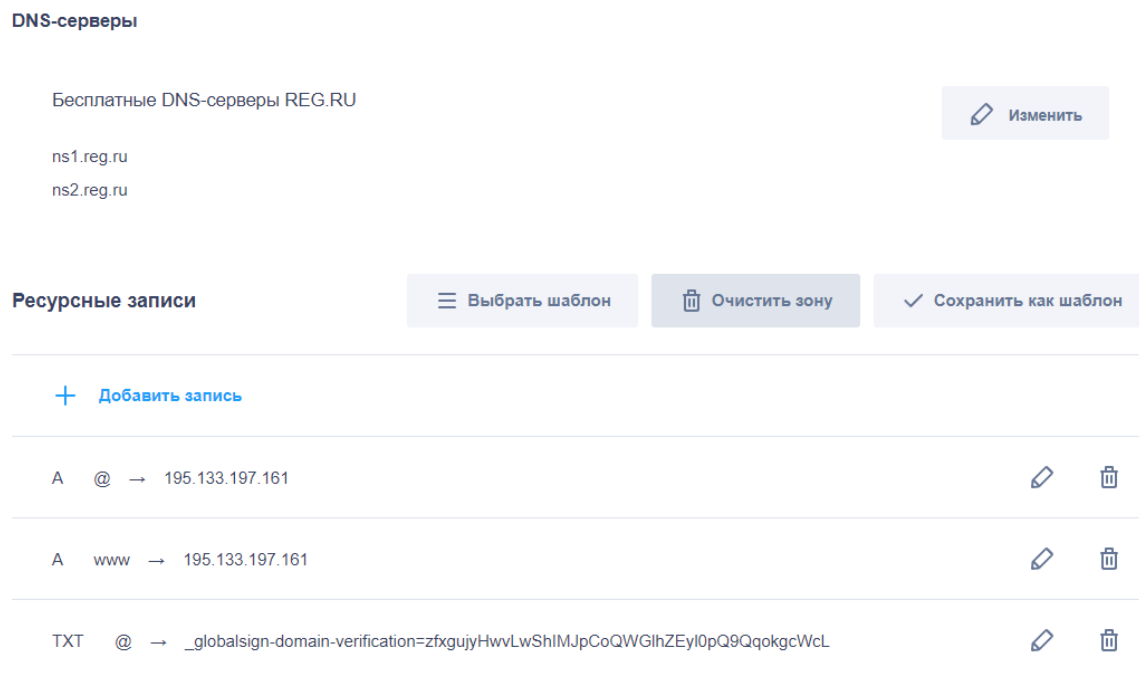 DNS-серверы
Бесплатные DNS-серверы REG.RU
Изменить
ns1.reg.ru
ns2.reg.ru
Ресурсные записи
Выбрать шаблон
Очистить зону
Сохранить как шаблон
Добавить запись
A @ → 195.133.197.161
A www → 195.133.197.161
TXT @ → _globalsign-domain-verification=zfxgujyHwvLwShIMJpCoQWGlhZEyl0pQ9QqokgcWcL